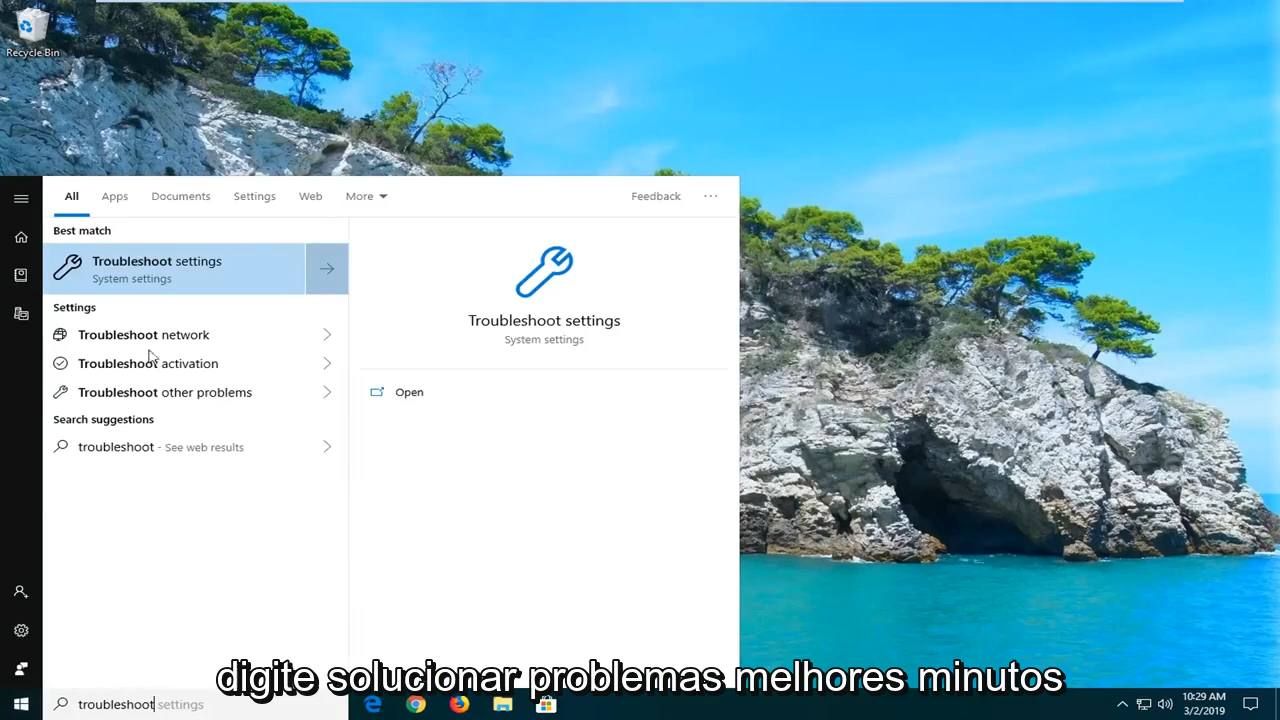 Recycle Bin
All Apps Documents Settings Web More Feedback ...
Best match
Troubleshoot settings
System settings
Settings
Troubleshoot network
Troubleshoot activation
Troubleshoot other problems
Search suggestions
troubleshoot - See web results
Troubleshoot settings
System settings
Open
digite solucionar problemas melhores minutos
troubleshoot settings
10:29 AM
3/2/2019